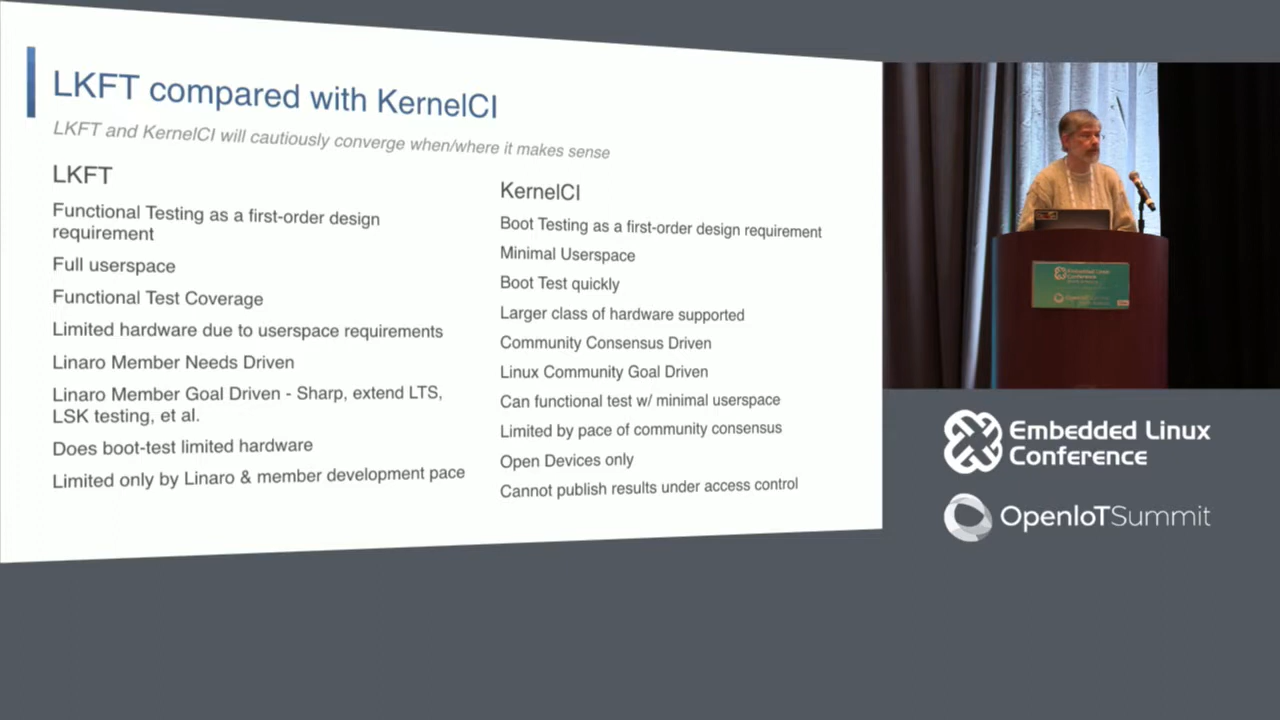 LKFT compared with KernelCI
LKFT and KernelCI will cautiously converge when/where it makes sense
LKFT
Functional Testing as a first-order design
requirement
Full userspace
Functional Test Coverage
Limited hardware due to userspace requirements
Linaro Member Needs Driven
Linaro Member Goal Driven - Sharp, extend LTS,
LSK testing, et al.
Does boot-test limited hardware
Limited only by Linaro & member development pace
KernelCI
Boot Testing as a first-order design requirement
Minimal Userspace
Boot Test quickly
Larger class of hardware supported
Community Consensus Driven
Linux Community Goal Driven
Can functional test w/ minimal userspace
Limited by pace of community consensus
Open Devices only
Cannot publish results under access control
Embedded Linux
Conference
OpenIoTSummit
Embedded Linux
Conference